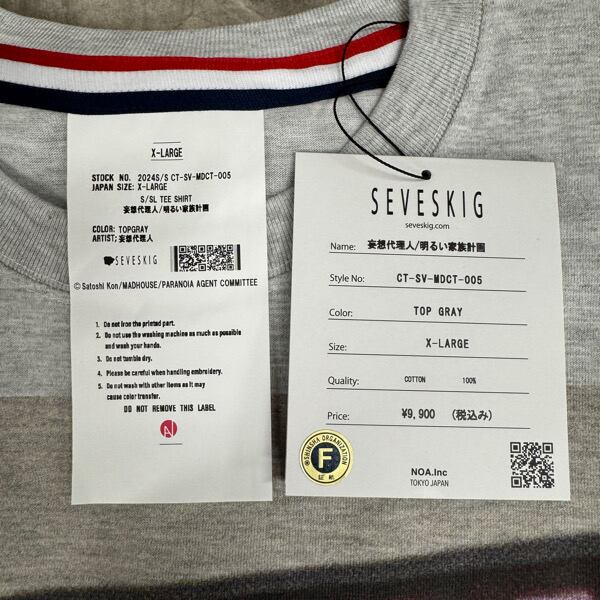 X-LARGE
STOCK NO. 2024S/S CT-SV-MDCT-005
JAPAN SIZE: X-LARGE
S/SL TEE SHIRT
妄想代理人/明るい家族計画
COLOR: TOPGRAY
ARTIST; 妄想代理人
SEVESKIG
© Satoshi Kon/MADHOUSE/PARANOIA AGENT COMMITTEE
1. Do not iron the printed part.
2. Do not use the washing machine as much as possible
and wash your hands.
3. Do not tumble dry.
4. Please be careful when handling embroidery.
5. Do not wash with other items as it may
cause color transfer.
DO NOT REMOVE THIS LABEL
SEVESKIG
seveskig.com
Name: 妄想代理人/明るい家族計画
Style No: CT-SV-MDCT-005
Color: TOP GRAY
Size: X-LARGE
Quality: COTTON 100%
Price: ¥9,900 (税込み)
F
NOA.Inc
TOKYO JAPAN